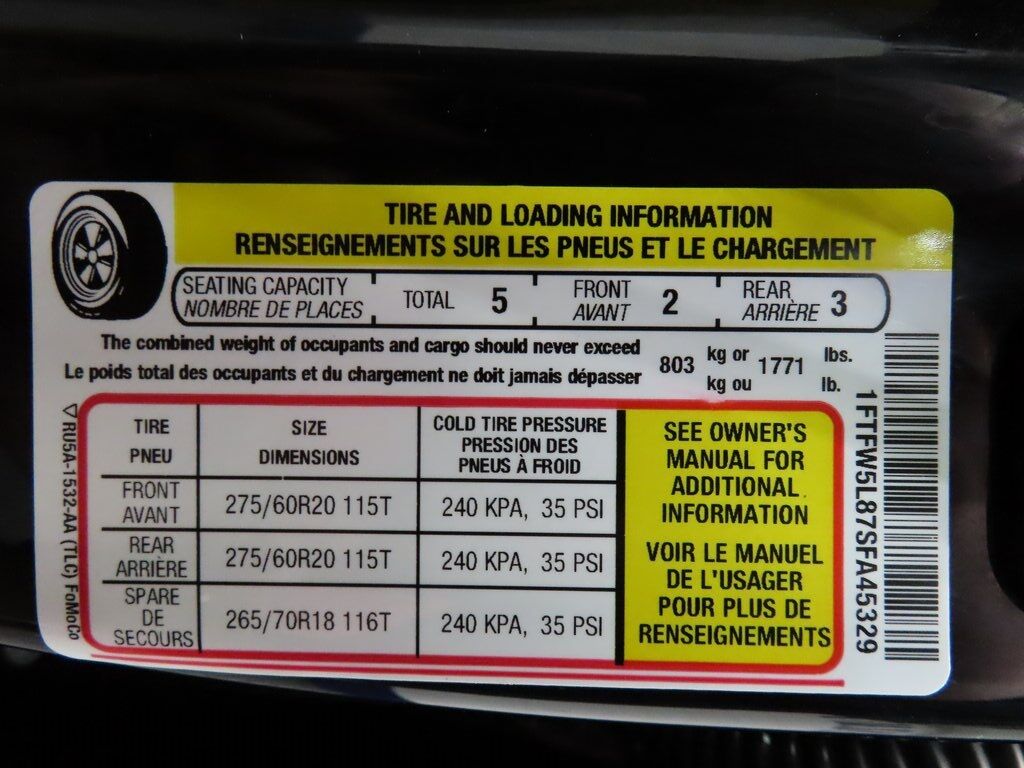 TIRE AND LOADING INFORMATION
RENSEIGNEMENTS SUR LES PNEUS ET LE CHARGEMENT
SEATING CAPACITY TOTAL 5 FRONT 2 REAR 3
NOMBRE DE PLACES AVANT ARRIÈRE
The combined weight of occupants and cargo should never exceed 803 kg or 1771 lbs.
Le poids total des occupants et du chargement ne doit jamais dépasser kg ou lb.
TIRE SIZE COLD TIRE PRESSURE
PNEU DIMENSIONS PRESSION DES
PNEUS À FROID
FRONT
AVANT 275/60R20 115T 240 KPA, 35 PSI
REAR
ARRIÈRE 275/60R20 115T 240 KPA, 35 PSI
SPARE
DE
SECOURS 265/70R18 116T 240 KPA, 35 PSI
SEE OWNER'S
MANUAL FOR
ADDITIONAL
INFORMATION
VOIR LE MANUEL
DE L'USAGER
POUR PLUS DE
RENSEIGNEMENTS
▽ RU5A-1532-AA (TLC) FoMoCo
1FTFW5L87SFA45329